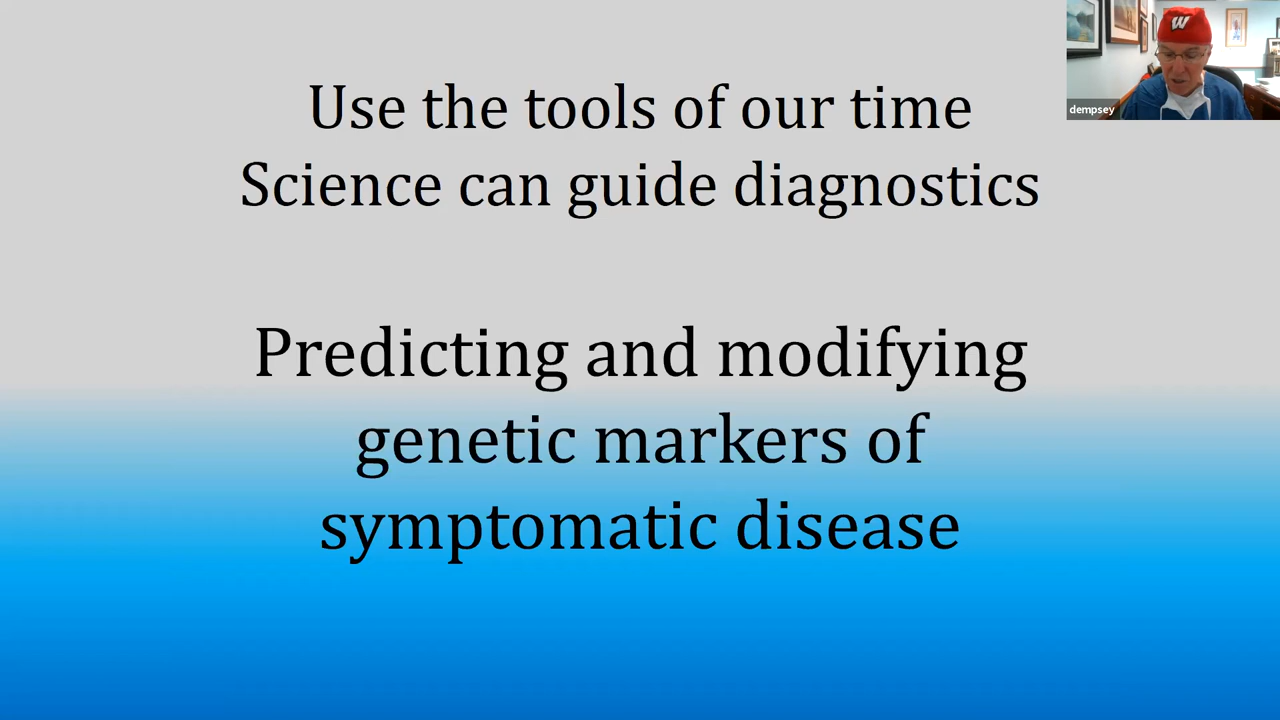 Use the tools of our time
Science can guide diagnostics
Predicting and modifying
genetic markers of
symptomatic disease
W
dempsey